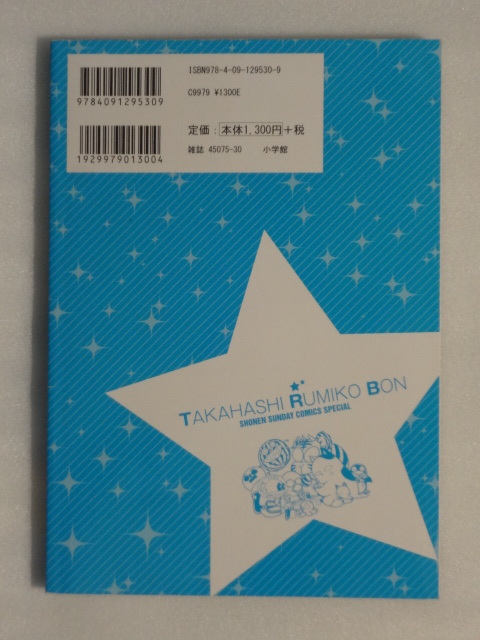 ISBN978-4-09-129530-9
C9979 ¥1300E
9784091295309
定価：本体1,300円＋税
雑誌 45075-30 小学館
1929979013004
TAKAHASHI RUMIKO BON
SHONEN SUNDAY COMICS SPECIAL